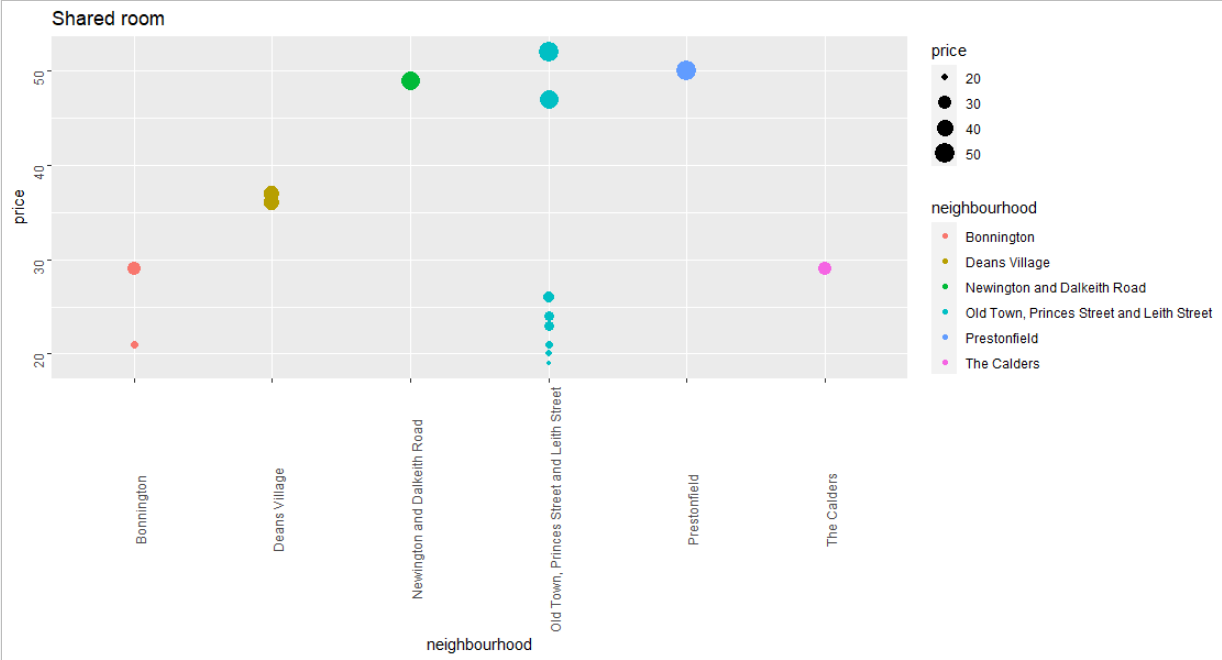 Shared room
price
50
40
30
20
Bonnington
Deans Village
Newington and Dalkeith Road
Old Town, Princes Street and Leith Street
Prestonfield
The Calders
neighbourhood
price
20
30
40
50
neighbourhood
Bonnington
Deans Village
Newington and Dalkeith Road
Old Town, Princes Street and Leith Street
Prestonfield
The Calders